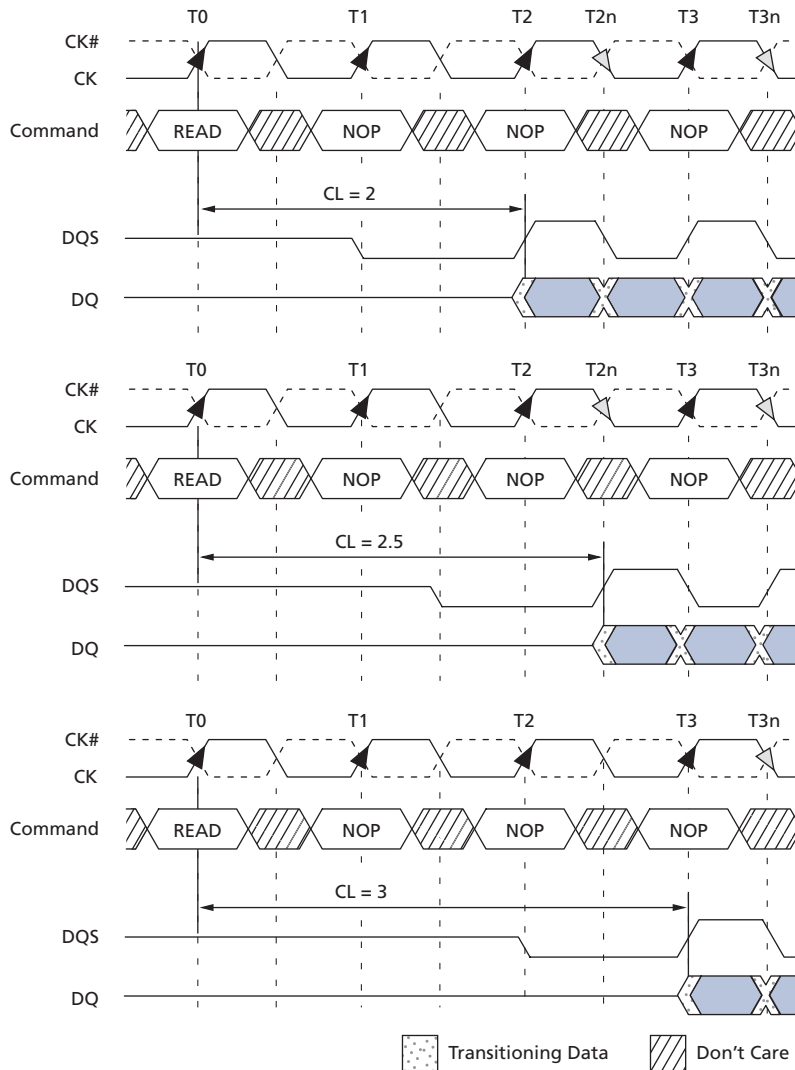 T0 T1 T2 T2n T3 T3n
CK#
CK
Command READ NOP NOP NOP
CL = 2
DQS
DQ
T0 T1 T2 T2n T3 T3n
CK#
CK
Command READ NOP NOP NOP
CL = 2.5
DQS
DQ
T0 T1 T2 T3 T3n
CK#
CK
Command READ NOP NOP NOP
CL = 3
DQS
DQ
Transitioning Data Don't Care